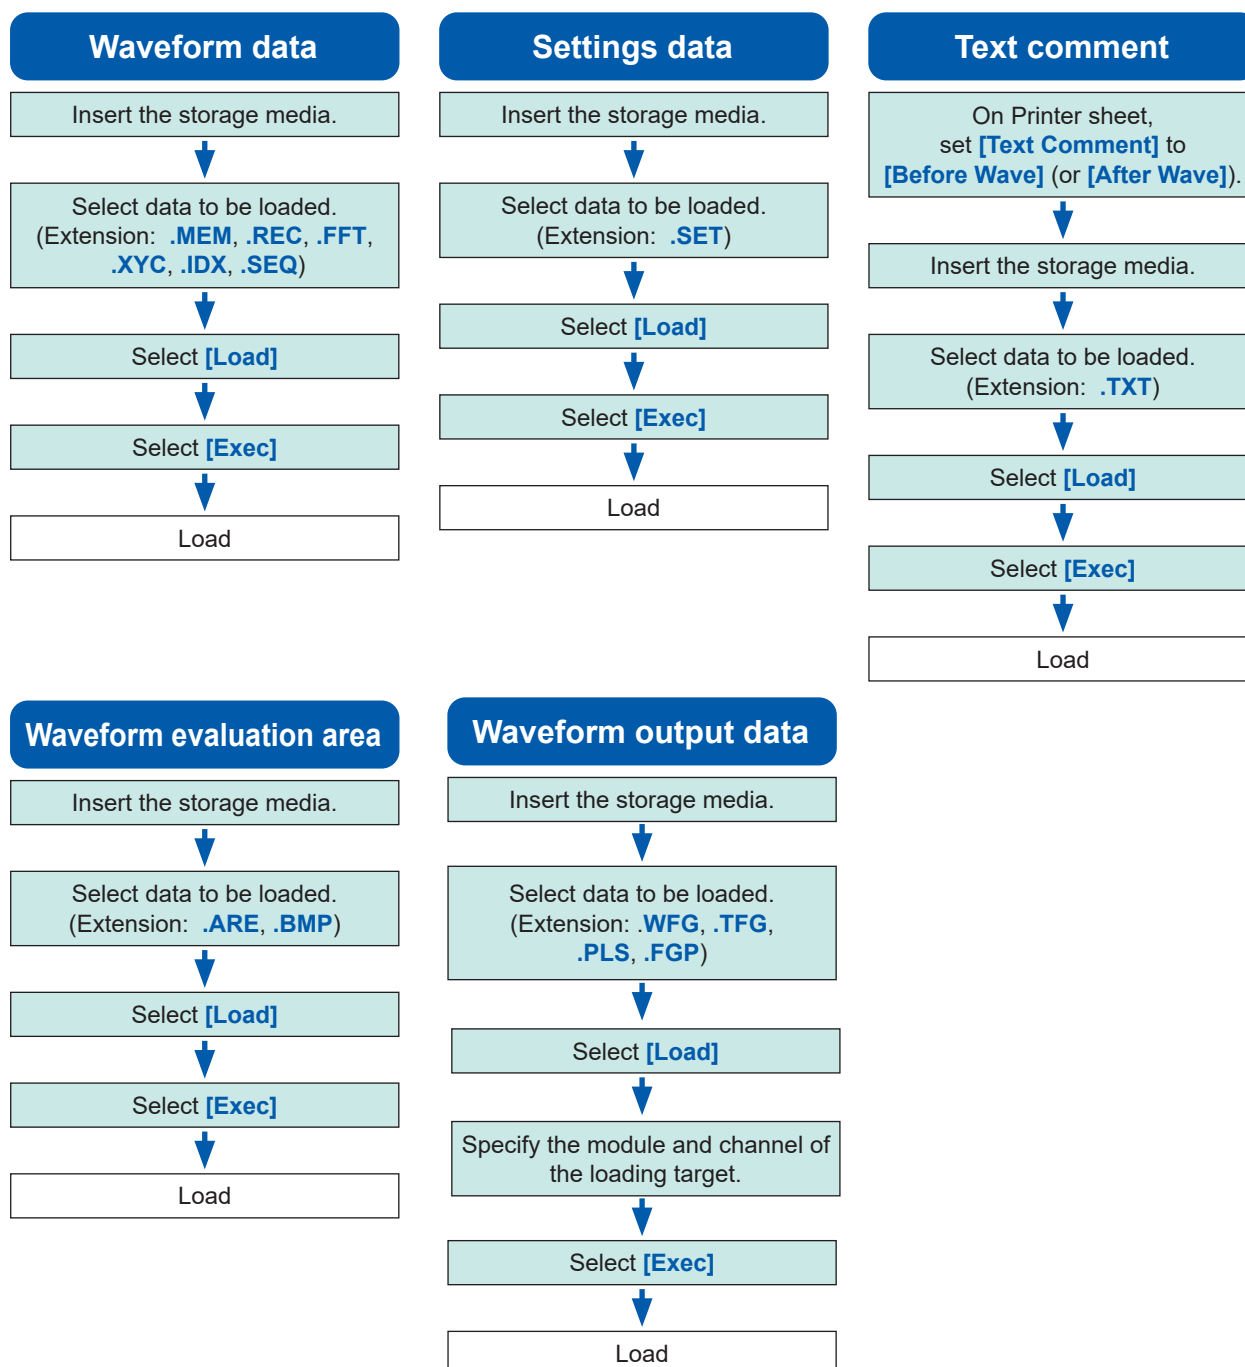 Waveform data
Insert the storage media.
Select data to be loaded.
(Extension: .MEM, .REC, .FFT,
.XYC, .IDX, .SEQ)
Select [Load]
Select [Exec]
Load
Settings data
Insert the storage media.
Select data to be loaded.
(Extension: .SET)
Select [Load]
Select [Exec]
Load
Text comment
On Printer sheet,
set [Text Comment] to
[Before Wave] (or [After Wave]).
Insert the storage media.
Select data to be loaded.
(Extension: .TXT)
Select [Load]
Select [Exec]
Load
Waveform evaluation area
Insert the storage media.
Select data to be loaded.
(Extension: .ARE, .BMP)
Select [Load]
Select [Exec]
Load
Waveform output data
Insert the storage media.
Select data to be loaded.
(Extension: .WFG, .TFG,
.PLS, .FGP)
Select [Load]
Specify the module and channel of
the loading target.
Select [Exec]
Load